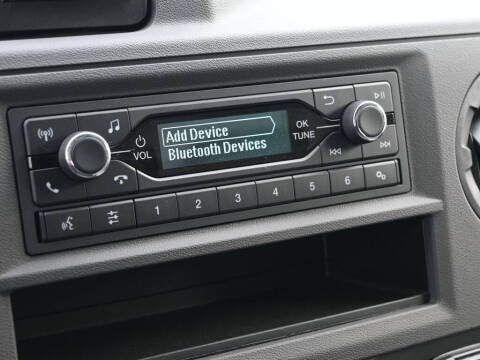 Add Device
Bluetooth Devices
VOL
OK
TUNE
1 2 3 4 5 6